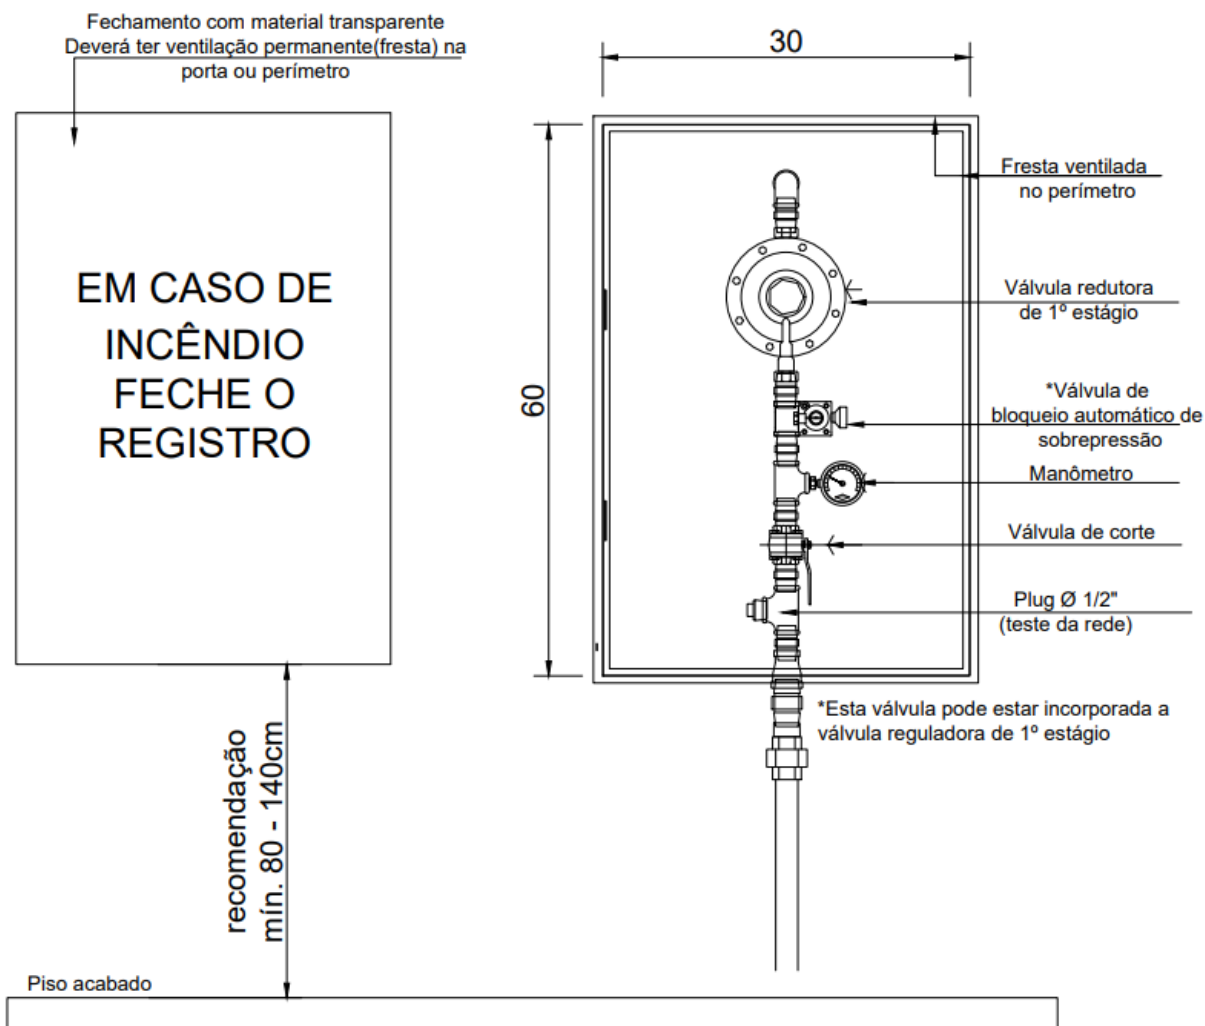 Fechamento com material transparente
Deverá ter ventilação permanente(fresta) na
porta ou perímetro
EM CASO DE
INCÊNDIO
FECHE O
REGISTRO
recomendação
mín. 80 - 140cm
Piso acabado
30
60
Fresta ventilada
no perímetro
Válvula redutora
de 1º estágio
*Válvula de
bloqueio automático de
sobrepressão
Manômetro
Válvula de corte
Plug Ø 1/2"
(teste da rede)
*Esta válvula pode estar incorporada a
válvula reguladora de 1º estágio